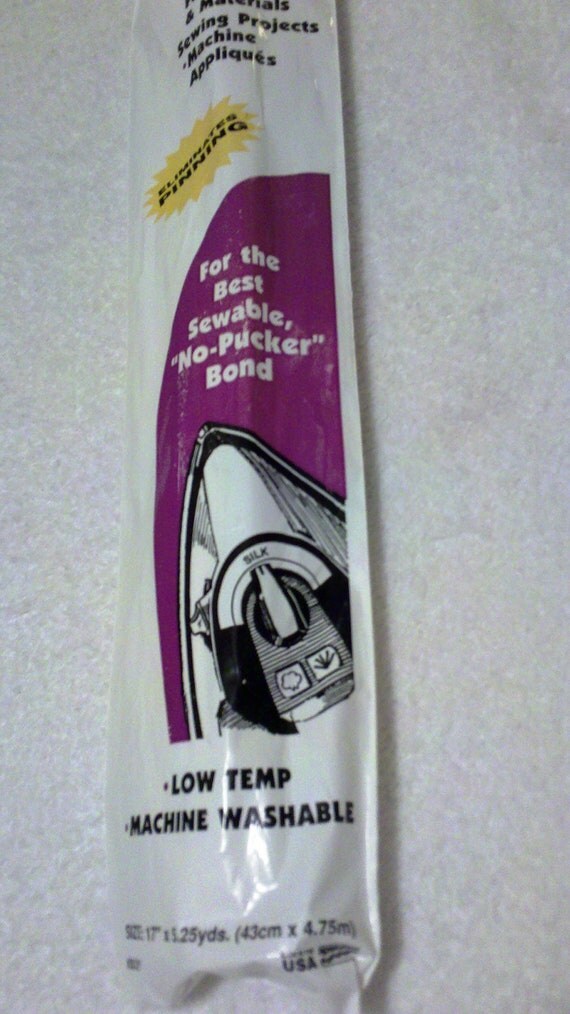 & Materials
Sewing Projects
•Machine
Appliqués
ELIMINATES
PINNING
For the
Best
Sewable,
"No-Pucker"
Bond
SILK
•LOW TEMP
•MACHINE WASHABLE
SIZE: 17" x 5.25yds. (43cm x 4.75m)
USA